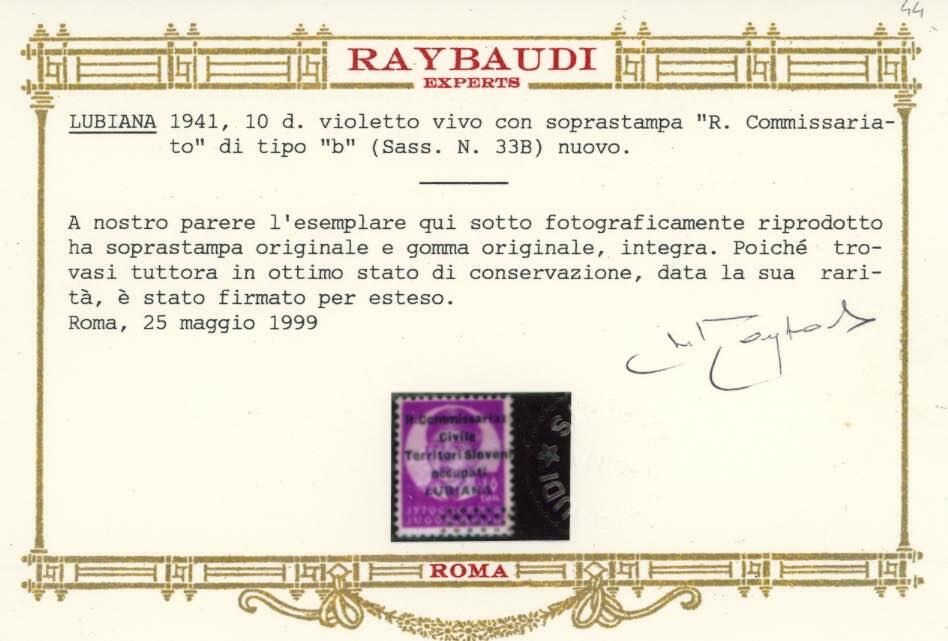 44
RAYBAUDI
EXPERTS
LUBIANA 1941, 10 d. violetto vivo con soprastampa "R. Commissaria-
to" di tipo "b" (Sass. N. 33B) nuovo.
A nostro parere l'esemplare qui sotto fotograficamente riprodotto
ha soprastampa originale e gomma originale, integra. Poiché tro-
vasi tuttora in ottimo stato di conservazione, data la sua rari-
tà, è stato firmato per esteso.
Roma, 25 maggio 1999
R. Commissariat
Civile
Territori Sloveni
occupati
LUBIANA
S * UDI
ROMA